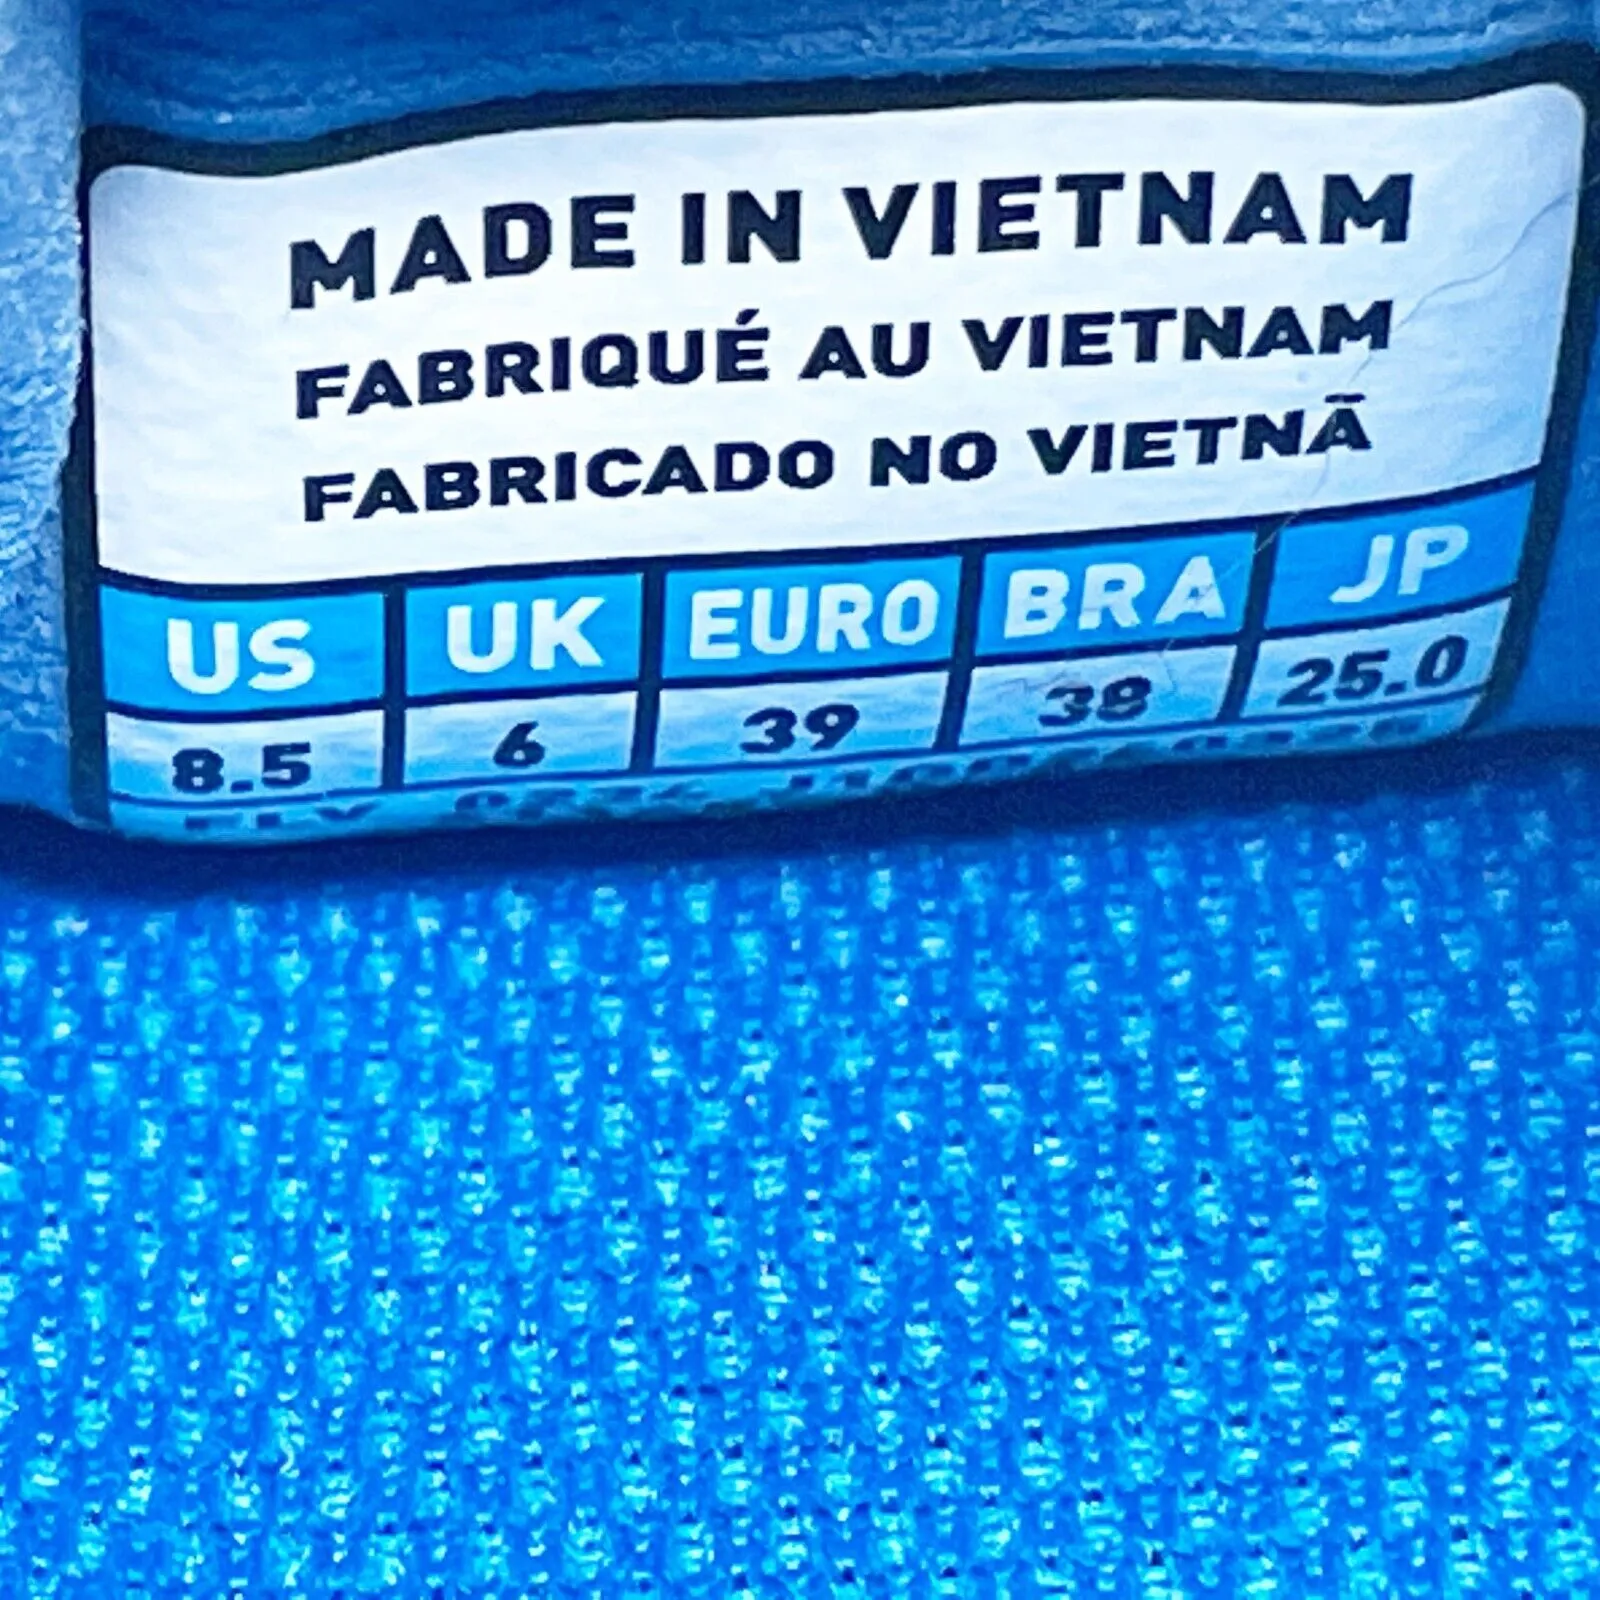 MADE IN VIETNAM
FABRIQUÉ AU VIETNAM
FABRICADO NO VIETNÃ
US UK EURO BRA JP
8.5 6 39 38 25.0